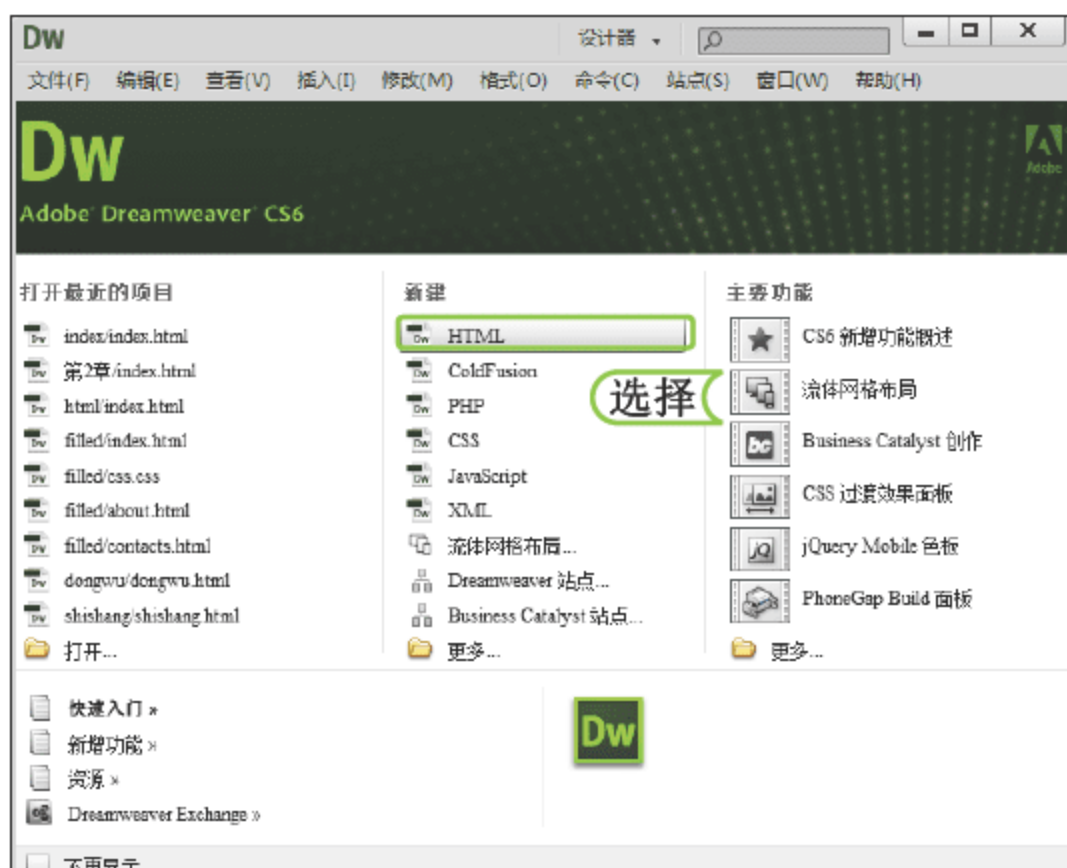 Dw
设计器
文件(F) 编辑(E) 查看(V) 插入(I) 修改(M) 格式(O) 命令(C) 站点(S) 窗口(W) 帮助(H)
Dw
Adobe
Adobe Dreamweaver CS6
打开最近的项目
index/index.html
第2章/index.html
html/index.html
filled/index.html
filled/css.css
filled/about.html
filled/contacts.html
dongwu/dongwu.html
shishang/shishang.html
打开...
新建
HTML
ColdFusion
PHP
CSS
JavaScript
XML
流体网格布局...
Dreamweaver 站点...
Business Catalyst 站点...
更多...
选择
主要功能
CS6 新增功能概述
流体网格布局
Business Catalyst 创作
CSS 过渡效果面板
jQuery Mobile 色板
PhoneGap Build 面板
更多...
快速入门 »
新增功能 »
资源 »
Dreamweaver Exchange »
Dw
不再显示